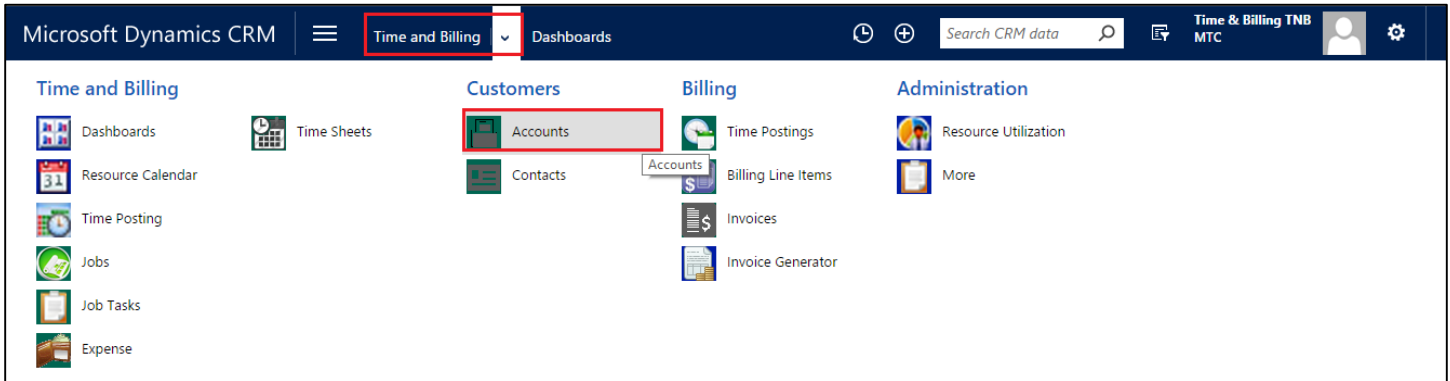 Microsoft Dynamics CRM
Time and Billing
Dashboards
Search CRM data
Time & Billing TNB
MTC
Time and Billing
Dashboards
Resource Calendar
31
Time Posting
Jobs
Job Tasks
Expense
Time Sheets
Customers
Accounts
Accounts
Contacts
Billing
Time Postings
Billing Line Items
$
Invoices
$
Invoice Generator
Administration
Resource Utilization
More